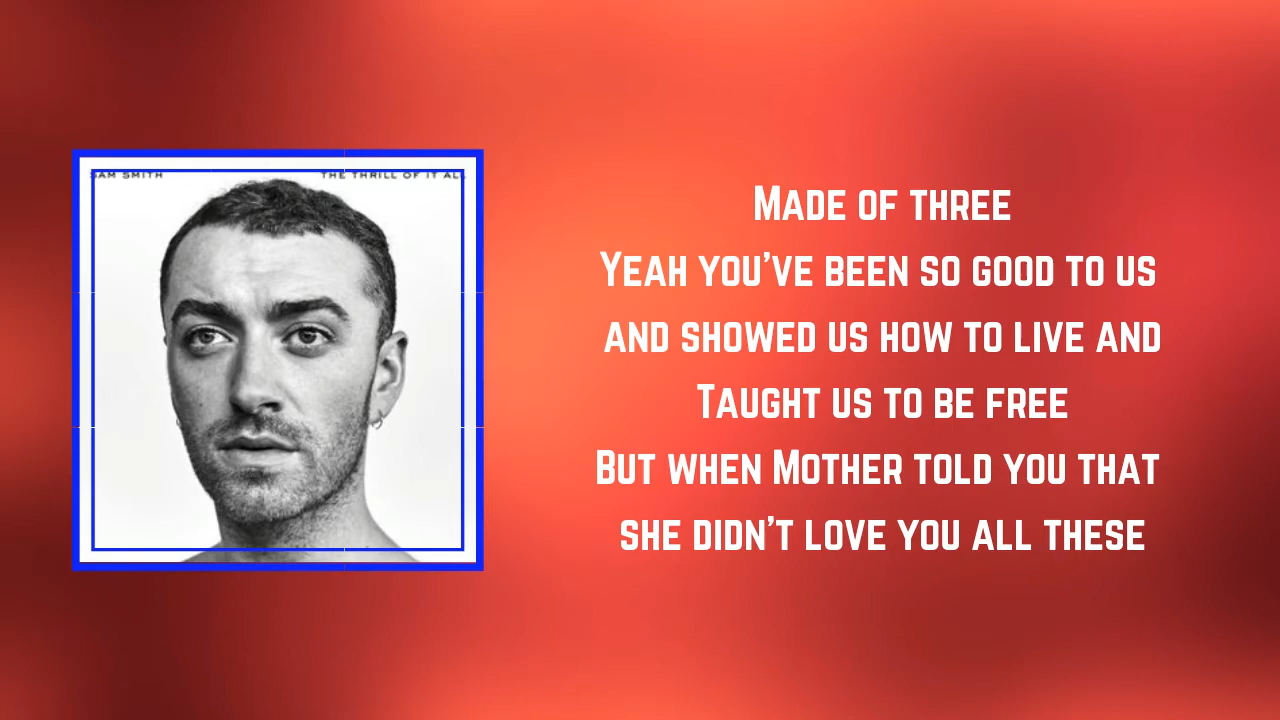 SAM SMITH
THE THRILL OF IT ALL
MADE OF THREE
YEAH YOU'VE BEEN SO GOOD TO US
AND SHOWED US HOW TO LIVE AND
TAUGHT US TO BE FREE
BUT WHEN MOTHER TOLD YOU THAT
SHE DIDN'T LOVE YOU ALL THESE